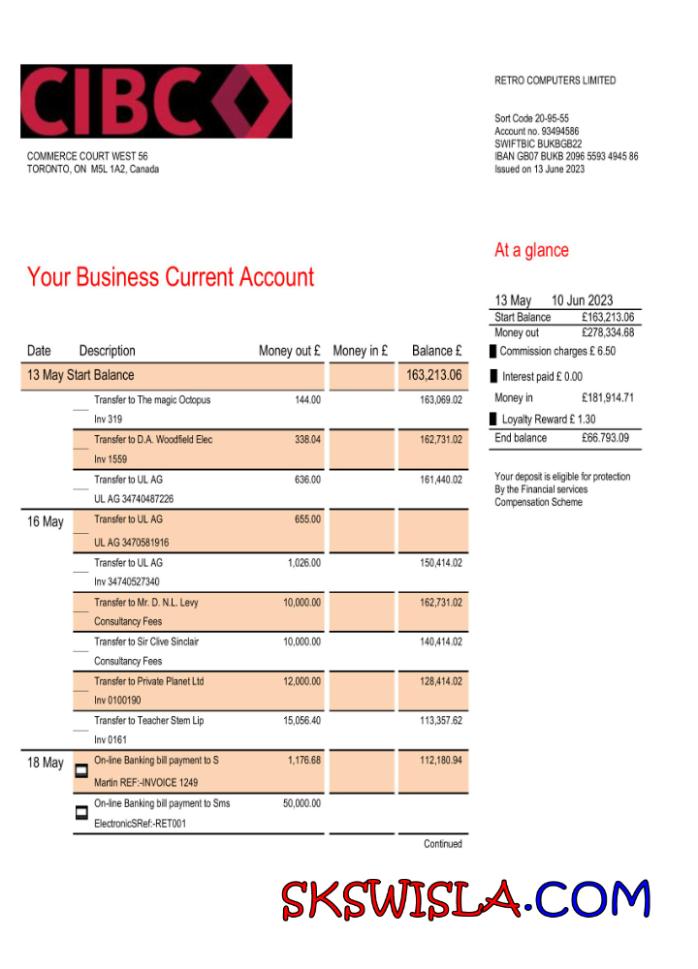 CIBC
COMMERCE COURT WEST 56
TORONTO, ON M5L 1A2, Canada
RETRO COMPUTERS LIMITED
Sort Code 20-95-55
Account no. 93494586
SWIFTBIC BUKBGB22
IBAN GB07 BUKB 2096 5593 4945 86
Issued on 13 June 2023
Your Business Current Account
At a glance
13 May 10 Jun 2023
Start Balance £163,213.06
Money out £278,334.68
Commission charges £ 6.50
Interest paid £ 0.00
Money in £181,914.71
Loyalty Reward £ 1.30
End balance £66.793.09
Your deposit is eligible for protection
By the Financial services
Compensation Scheme
Date Description Money out £ Money in £ Balance £
13 May Start Balance 163,213.06
Transfer to The magic Octopus 144.00 163,069.02
Inv 319
Transfer to D.A. Woodfield Elec 338.04 162,731.02
Inv 1559
Transfer to UL AG 636.00 161,440.02
UL AG 34740487226
16 May Transfer to UL AG 655.00
UL AG 3470581916
Transfer to UL AG 1,026.00 150,414.02
Inv 34740527340
Transfer to Mr. D. N.L. Levy 10,000.00 162,731.02
Consultancy Fees
Transfer to Sir Clive Sinclair 10,000.00 140,414.02
Consultancy Fees
Transfer to Private Planet Ltd 12,000.00 128,414.02
Inv 0100190
Transfer to Teacher Stem Lip 15,056.40 113,357.62
Inv 0161
18 May On-line Banking bill payment to S 1,176.68 112,180.94
Martin REF:-INVOICE 1249
On-line Banking bill payment to Sms 50,000.00
ElectronicSRef:-RET001
Continued
SKSWISLA.COM